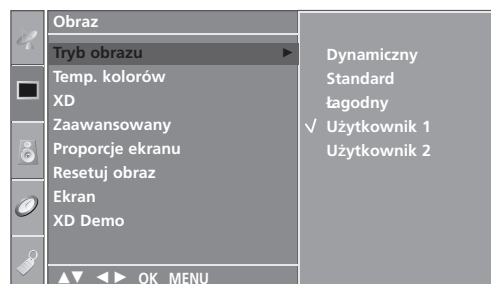 Obraz
Tryb obrazu ►
Temp. kolorów
XD
Zaawansowany
Proporcje ekranu
Resetuj obraz
Ekran
XD Demo
▲▼ ◄► OK MENU
Dynamiczny
Standard
Łagodny
√ Użytkownik 1
Użytkownik 2